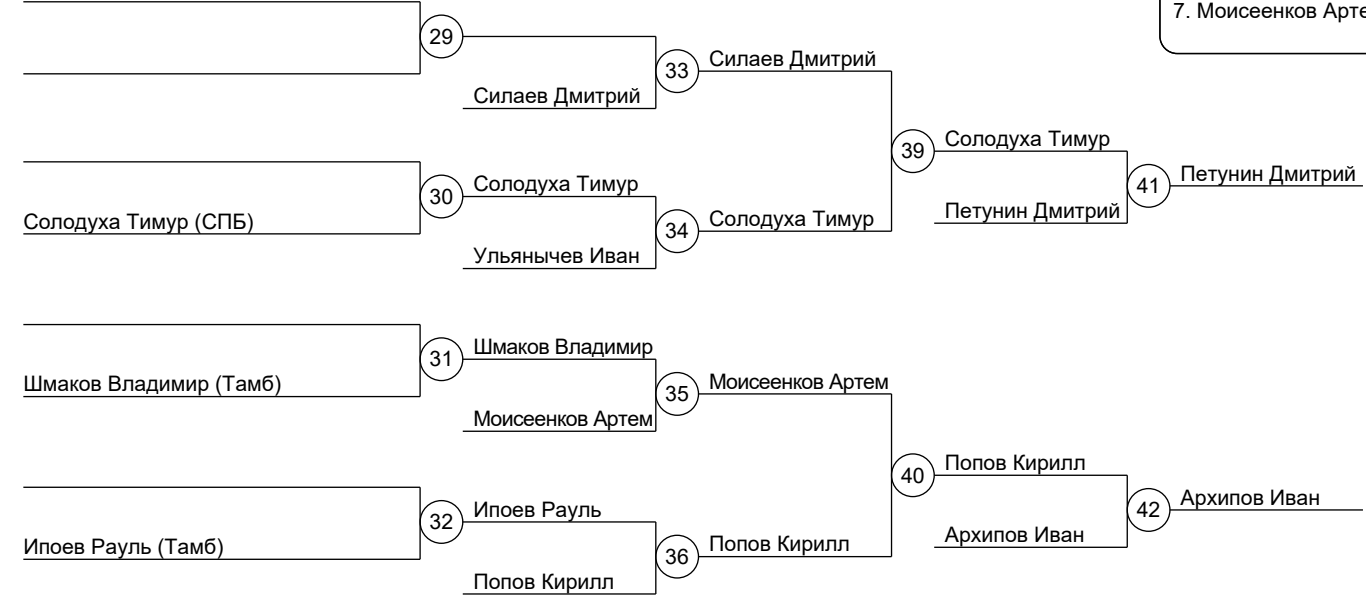 7. Моисеенков Арте
29
Силаев Дмитрий
33
Силаев Дмитрий
30
Солодуха Тимур
Солодуха Тимур (СПБ)
34
Солодуха Тимур
Ульянычев Иван
39
Солодуха Тимур
Петунин Дмитрий
41
Петунин Дмитрий
31
Шмаков Владимир
Шмаков Владимир (Тамб)
35
Моисеенков Артем
Моисеенков Артем
32
Ипоев Рауль
Ипоев Рауль (Тамб)
36
Попов Кирилл
Попов Кирилл
40
Попов Кирилл
Архипов Иван
42
Архипов Иван